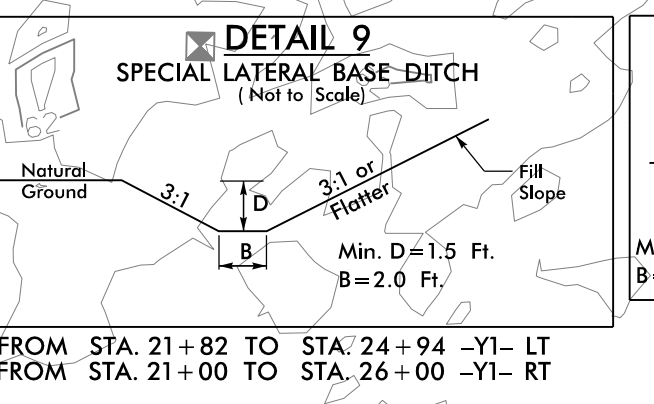 DETAIL 9
SPECIAL LATERAL BASE DITCH
( Not to Scale)
62
Natural
Ground
3:1
D
3:1 or
Flatter
Fill
Slope
B
Min. D=1.5 Ft.
B=2.0 Ft.
M
B=
FROM STA. 21+82 TO STA. 24+94 -Y1- LT
FROM STA. 21+00 TO STA. 26+00 -Y1- RT